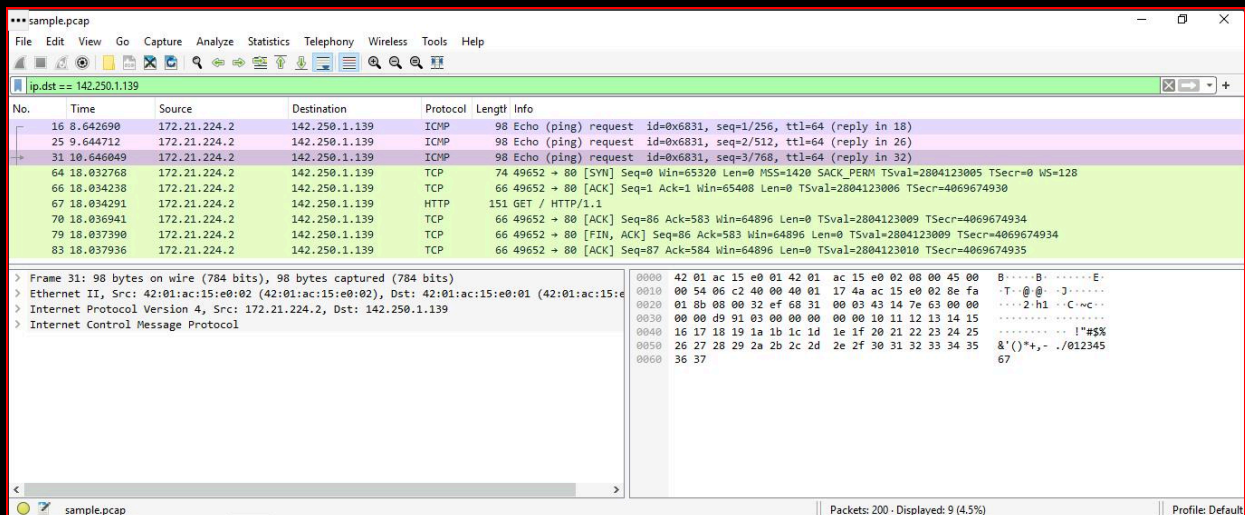 sample.pcap
File Edit View Go Capture Analyze Statistics Telephony Wireless Tools Help
ip.dst == 142.250.1.139
No. Time Source Destination Protocol Lengtl Info
16 8.642690 172.21.224.2 142.250.1.139 ICMP 98 Echo (ping) request id=0x6831, seq=1/256, ttl=64 (reply in 18)
25 9.644712 172.21.224.2 142.250.1.139 ICMP 98 Echo (ping) request id=0x6831, seq=2/512, ttl=64 (reply in 26)
31 10.646049 172.21.224.2 142.250.1.139 ICMP 98 Echo (ping) request id=0x6831, seq=3/768, ttl=64 (reply in 32)
64 18.032768 172.21.224.2 142.250.1.139 TCP 74 49652 → 80 [SYN] Seq=0 Win=65320 Len=0 MSS=1420 SACK_PERM TSval=2804123005 TSecr=0 WS=128
66 18.034238 172.21.224.2 142.250.1.139 TCP 66 49652 → 80 [ACK] Seq=1 Ack=1 Win=65408 Len=0 TSval=2804123006 TSecr=4069674930
67 18.034291 172.21.224.2 142.250.1.139 HTTP 151 GET / HTTP/1.1
70 18.036941 172.21.224.2 142.250.1.139 TCP 66 49652 → 80 [ACK] Seq=86 Ack=583 Win=64896 Len=0 TSval=2804123009 TSecr=4069674934
79 18.037390 172.21.224.2 142.250.1.139 TCP 66 49652 → 80 [FIN, ACK] Seq=86 Ack=583 Win=64896 Len=0 TSval=2804123009 TSecr=4069674934
83 18.037936 172.21.224.2 142.250.1.139 TCP 66 49652 → 80 [ACK] Seq=87 Ack=584 Win=64896 Len=0 TSval=2804123010 TSecr=4069674935
> Frame 31: 98 bytes on wire (784 bits), 98 bytes captured (784 bits)
> Ethernet II, Src: 42:01:ac:15:e0:02 (42:01:ac:15:e0:02), Dst: 42:01:ac:15:e0:01 (42:01:ac:15:e
> Internet Protocol Version 4, Src: 172.21.224.2, Dst: 142.250.1.139
> Internet Control Message Protocol
0000 42 01 ac 15 e0 01 42 01 ac 15 e0 02 08 00 45 00 B·····B· ······E·
0010 00 54 06 c2 40 00 40 01 17 4a ac 15 e0 02 8e fa ·T··@·@· ·J······
0020 01 8b 08 00 32 ef 68 31 00 03 43 14 7e 63 00 00 ····2·h1 ··C·~c··
0030 00 00 d9 91 03 00 00 00 00 00 10 11 12 13 14 15 ········ ········
0040 16 17 18 19 1a 1b 1c 1d 1e 1f 20 21 22 23 24 25 ········ ·· !"#$%
0050 26 27 28 29 2a 2b 2c 2d 2e 2f 30 31 32 33 34 35 &'()*+,- ./012345
0060 36 37 67
sample.pcap Packets: 200 · Displayed: 9 (4.5%) Profile: Default